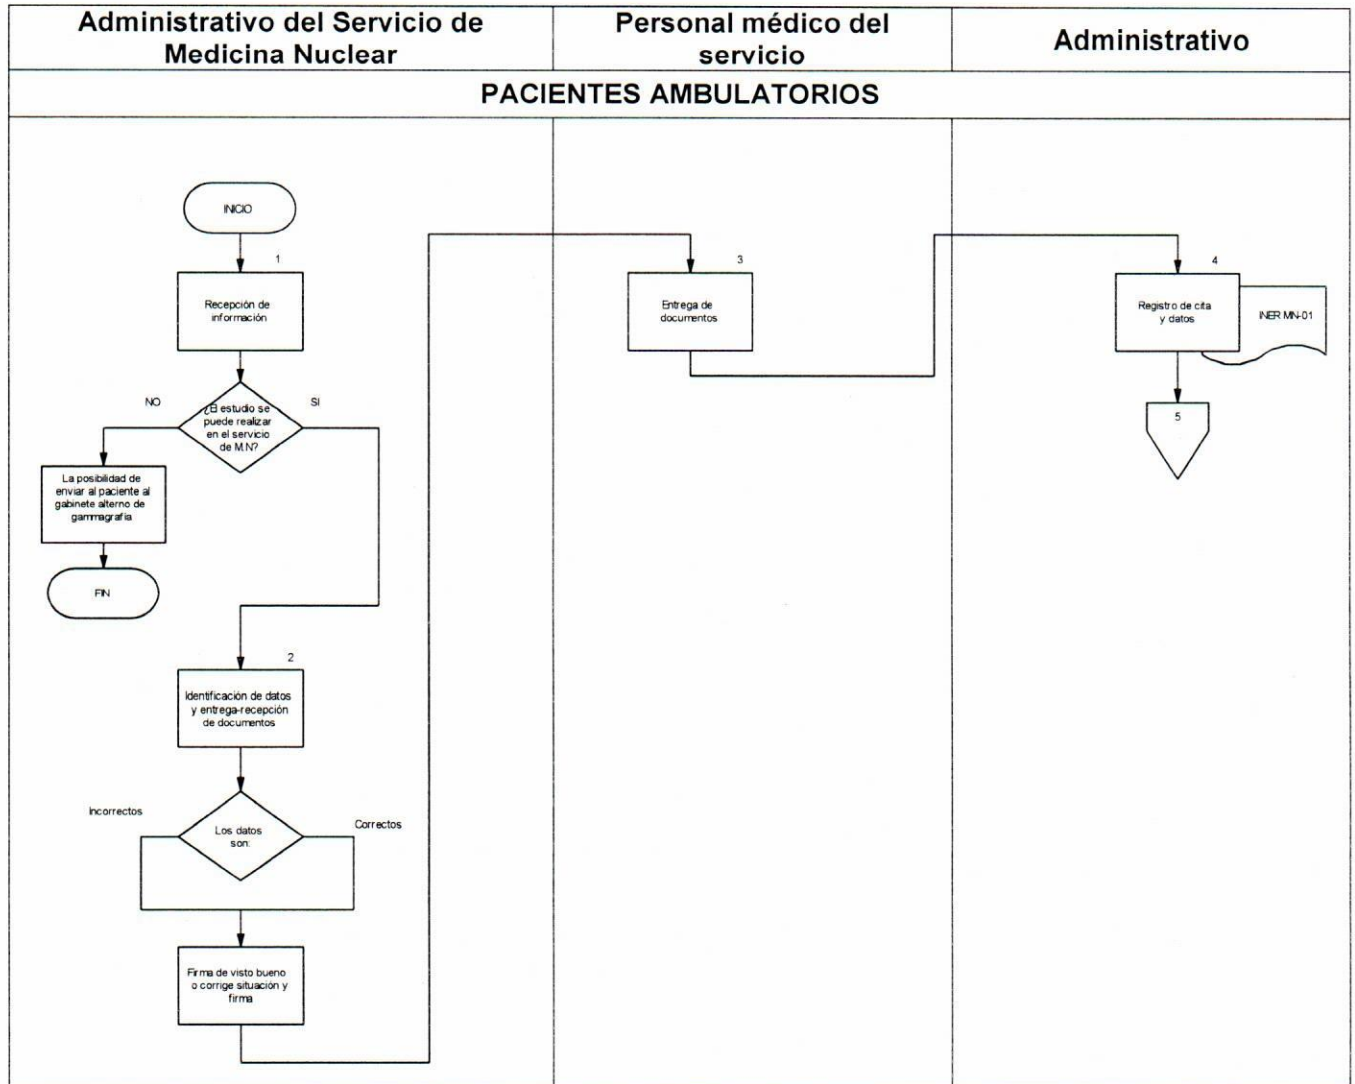 Administrativo del Servicio de
Medicina Nuclear
Personal médico del
servicio
Administrativo
PACIENTES AMBULATORIOS
INICIO
1
Recepción de
información
NO
SI
¿El estudio se
puede realizar
en el servicio
de M.N?
La posibilidad de
enviar al paciente al
gabinete alterno de
gammagrafía
FIN
2
Identificación de datos
y entrega-recepción
de documentos
Incorrectos
Correctos
Los datos
son:
Firma de visto bueno
o corrige situación y
firma
3
Entrega de
documentos
4
Registro de cita
y datos
INER MN-01
5